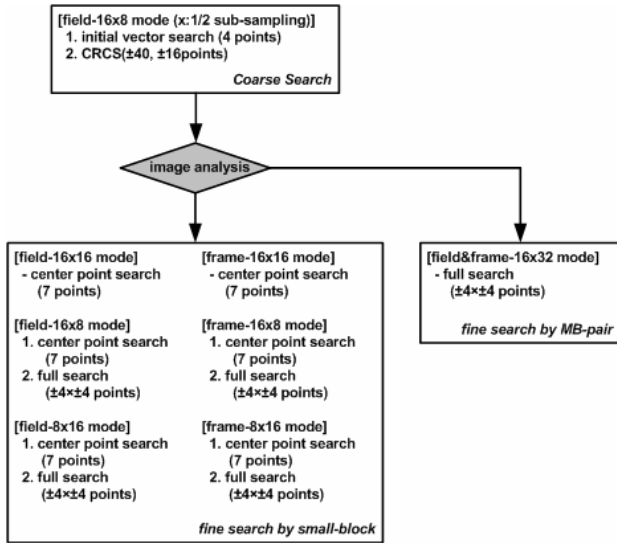 [field-16x8 mode (x:1/2 sub-sampling)]
1. initial vector search (4 points)
2. CRCS(±40, ±16points)
Coarse Search
image analysis
[field-16x16 mode]
- center point search
(7 points)
[field-16x8 mode]
1. center point search
(7 points)
2. full search
(±4×±4 points)
[field-8x16 mode]
1. center point search
(7 points)
2. full search
(±4×±4 points)
[frame-16x16 mode]
- center point search
(7 points)
[frame-16x8 mode]
1. center point search
(7 points)
2. full search
(±4×±4 points)
[frame-8x16 mode]
1. center point search
(7 points)
2. full search
(±4×±4 points)
fine search by small-block
[field&frame-16x32 mode]
- full search
(±4×±4 points)
fine search by MB-pair